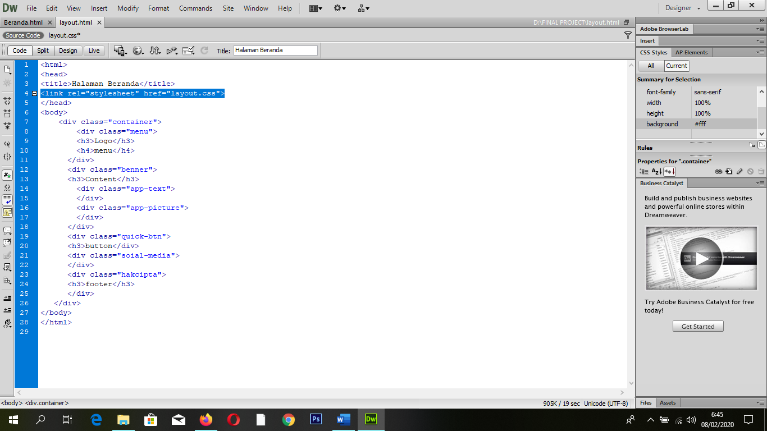 Dw File Edit View Insert Modify Format Commands Site Window Help Designer
Beranda.html layout.html D:\FINAL PROJECT\layout.html
Source Code layout.css*
Code Split Design Live Title: Halaman Beranda
1 <html>
2 <head>
3 <title>Halaman Beranda</title>
4 <link rel="stylesheet" href="layout.css">
5 </head>
6 <body>
7 <div class="container">
8 <div class="menu">
9 <h3>Logo</h3>
10 <h4>menu</h4>
11 </div>
12 <div class="benner">
13 <h3>Content</h3>
14 <div class="app-text">
15 </div>
16 <div class="app-picture">
17 </div>
18 </div>
19 <div class="quick-btn">
20 <h3>button</div>
21 <div class="soial-media">
22 </div>
23 <div class="hakcipta">
24 <h3>footer</h3>
25 </div>
26 </div>
27 </body>
28 </html>
29
Adobe BrowserLab
Insert
CSS Styles AP Elements
All Current
Summary for Selection
font-family sans-serif
width 100%
height 100%
background #fff
Rules
Properties for ".container"
Business Catalyst
Build and publish business websites
and powerful online stores within
Dreamweaver.
Try Adobe Business Catalyst for free
today!
Get Started
<body> <div.container> 905K / 19 sec Unicode (UTF-8) Files Assets
6:45
08/02/2020